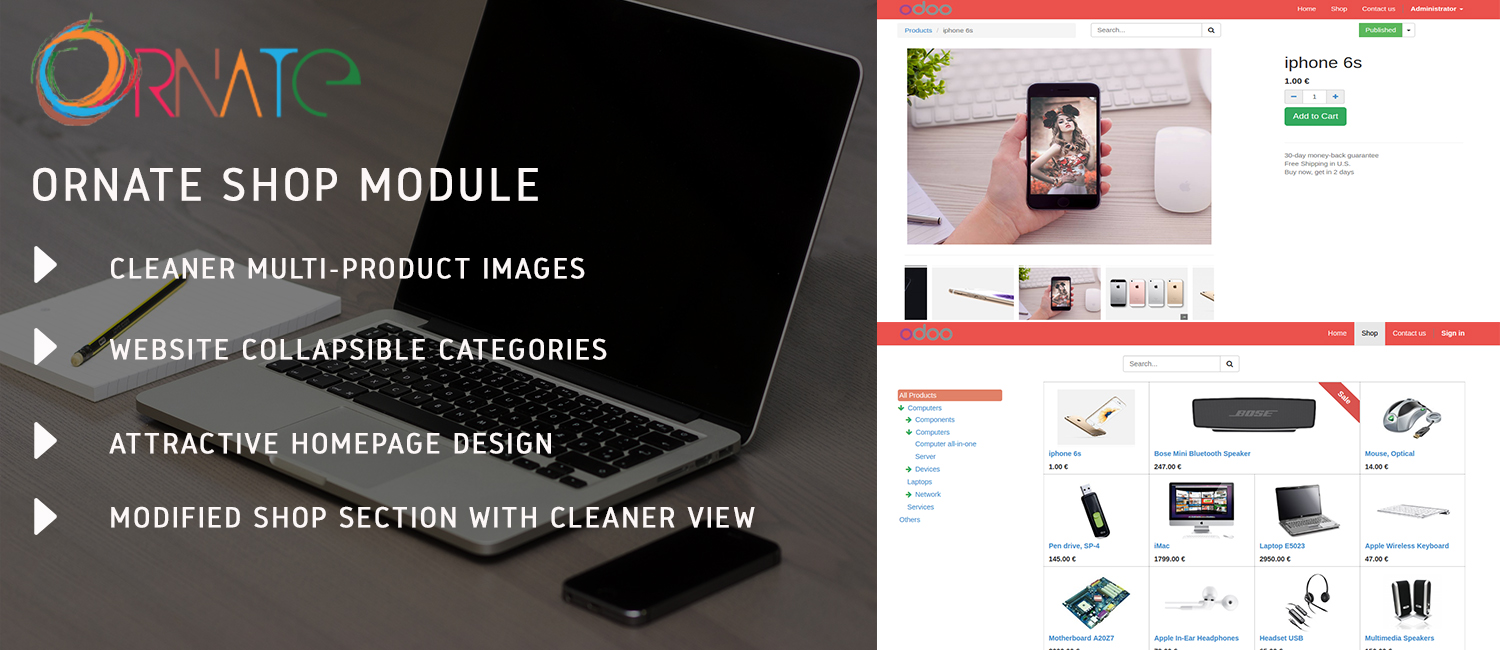 ORNATE
ORNATE SHOP MODULE
CLEANER MULTI-PRODUCT IMAGES
WEBSITE COLLAPSIBLE CATEGORIES
ATTRACTIVE HOMEPAGE DESIGN
MODIFIED SHOP SECTION WITH CLEANER VIEW
odoo
Home Shop Contact us Administrator
Products / iphone 6s
Search...
Published
iphone 6s
1.00 €
− 1 +
Add to Cart
30-day money-back guarantee
Free Shipping in U.S.
Buy now, get in 2 days
odoo
Home Shop Contact us Sign in
Search...
All Products
Computers
Components
Computers
Computer all-in-one
Server
Devices
Laptops
Network
Services
Others
BOSE
Sale
iphone 6s
1.00 €
Bose Mini Bluetooth Speaker
247.00 €
Mouse, Optical
14.00 €
Pen drive, SP-4
145.00 €
iMac
1799.00 €
Laptop E5023
2950.00 €
Apple Wireless Keyboard
47.00 €
Motherboard A20Z7
Apple In-Ear Headphones
Headset USB
Multimedia Speakers